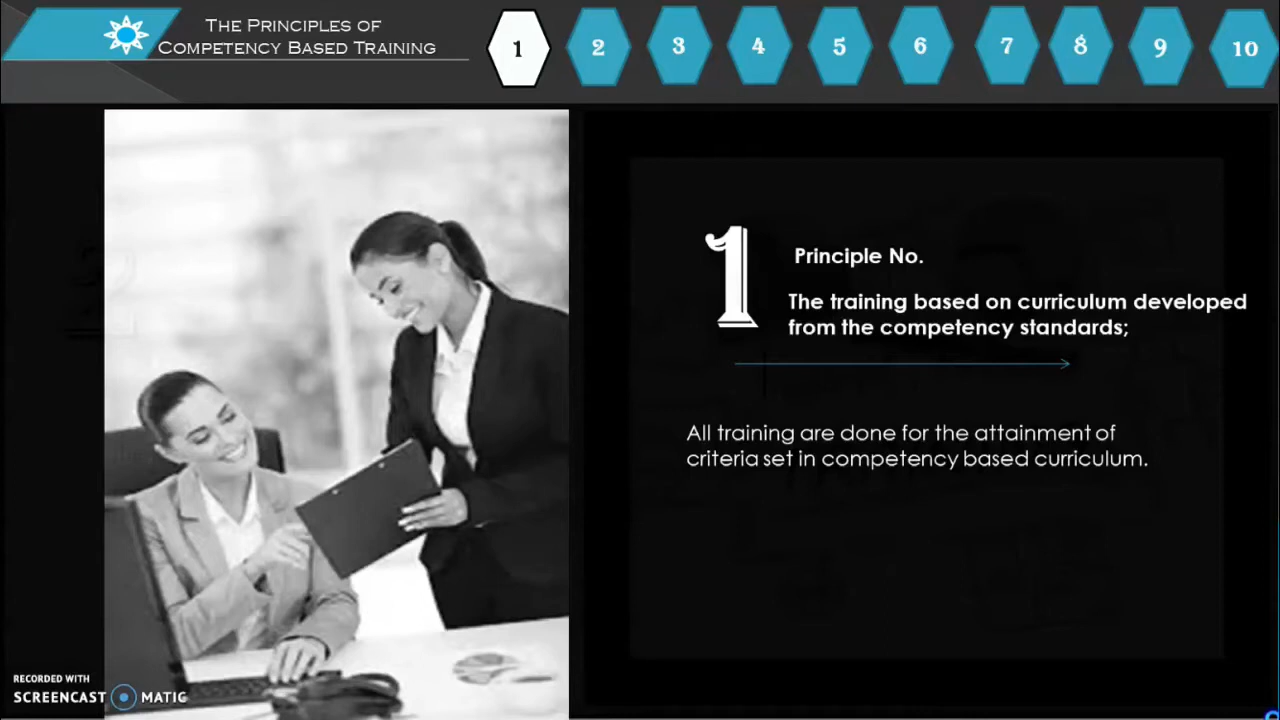 The Principles of
Competency Based Training
1
2
3
4
5
6
7
8
9
10
1
Principle No.
The training based on curriculum developed
from the competency standards;
All training are done for the attainment of
criteria set in competency based curriculum.
RECORDED WITH
SCREENCAST MATIC